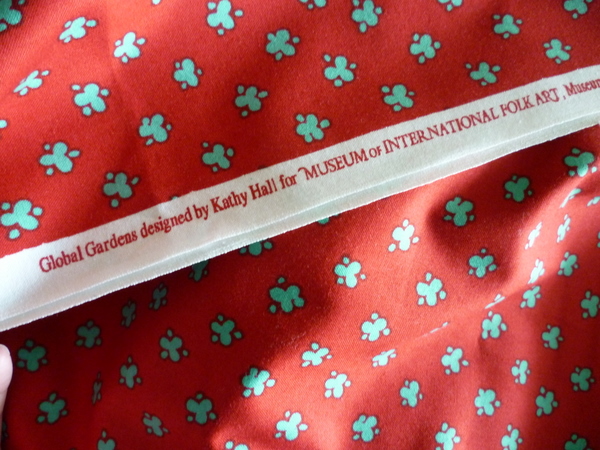 Global Gardens designed by Kathy Hall for MUSEUM OF INTERNATIONAL FOLK ART, Museum